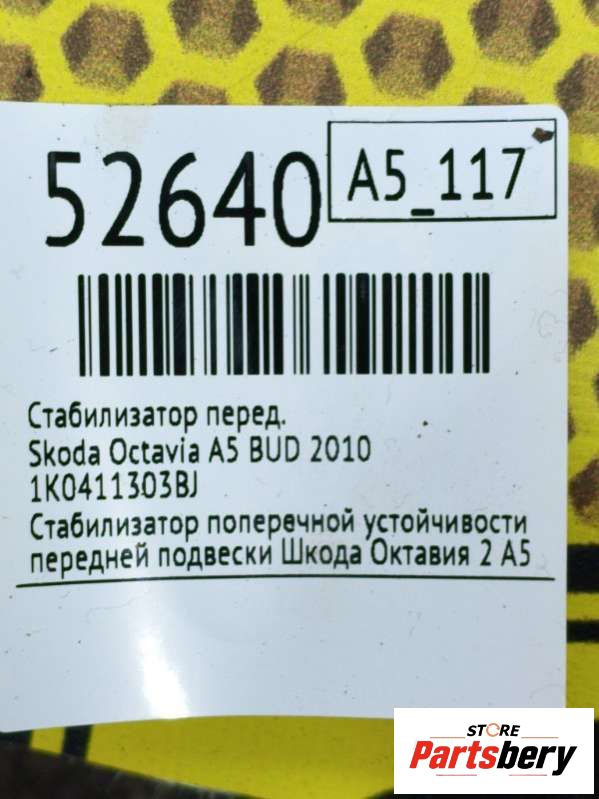 52640
A5_117
Стабилизатор перед.
Skoda Octavia A5 BUD 2010
1K0411303BJ
Стабилизатор поперечной устойчивости
передней подвески Шкода Октавия 2 А5
STORE
Partsbery